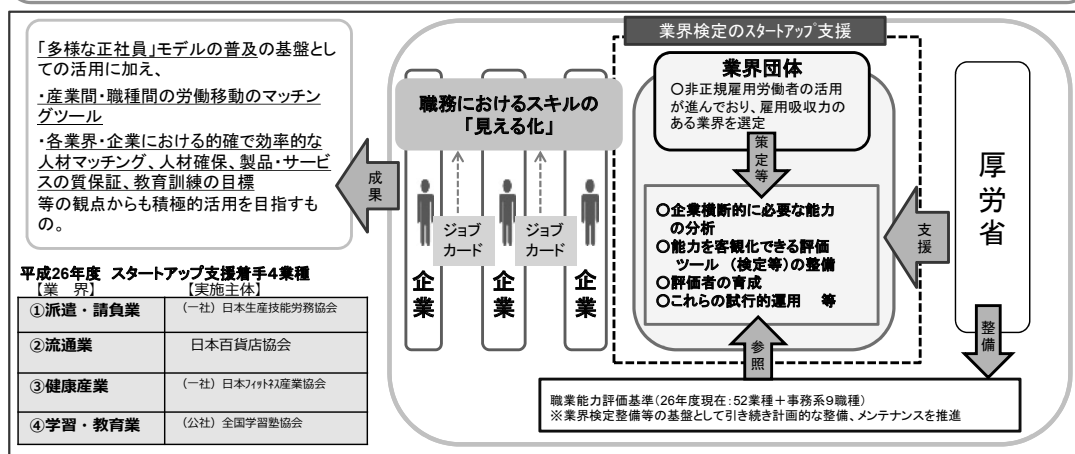 「多様な正社員」モデルの普及の基盤とし
ての活用に加え、
・産業間・職種間の労働移動のマッチン
グツール
・各業界・企業における的確で効率的な
人材マッチング、人材確保、製品・サービ
スの質保証、教育訓練の目標
等の観点からも積極的活用を目指すも
の。
成果
職務におけるスキルの
「見える化」
ジョブ
カード
ジョブ
カード
企業
企業
企業
業界検定のスタートアップ支援
業界団体
○非正規雇用労働者の活用
が進んでおり、雇用吸収力の
ある業界を選定
策定等
○企業横断的に必要な能力
の分析
○能力を客観化できる評価
ツール （検定等）の整備
○評価者の育成
○これらの試行的運用 等
支援
厚労省
整備
参照
職業能力評価基準（26年度現在：52業種＋事務系9職種）
※業界検定整備等の基盤として引き続き計画的な整備、メンテナンスを推進
平成26年度 スタートアップ支援着手4業種
【業 界】 【実施主体】
①派遣・請負業 （一社）日本生産技能労務協会
②流通業 日本百貨店協会
③健康産業 （一社）日本フィットネス産業協会
④学習・教育業 （公社）全国学習塾協会